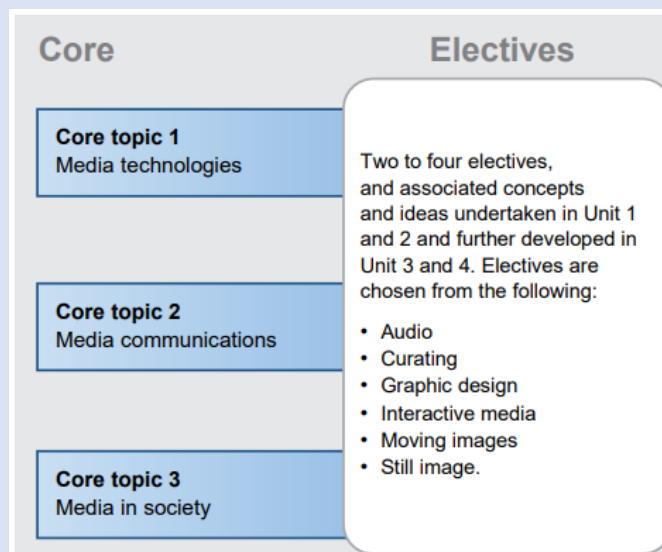 Core
Electives
Core topic 1
Media technologies
Core topic 2
Media communications
Core topic 3
Media in society
Two to four electives,
and associated concepts
and ideas undertaken in Unit 1
and 2 and further developed in
Unit 3 and 4. Electives are
chosen from the following:
• Audio
• Curating
• Graphic design
• Interactive media
• Moving images
• Still image.